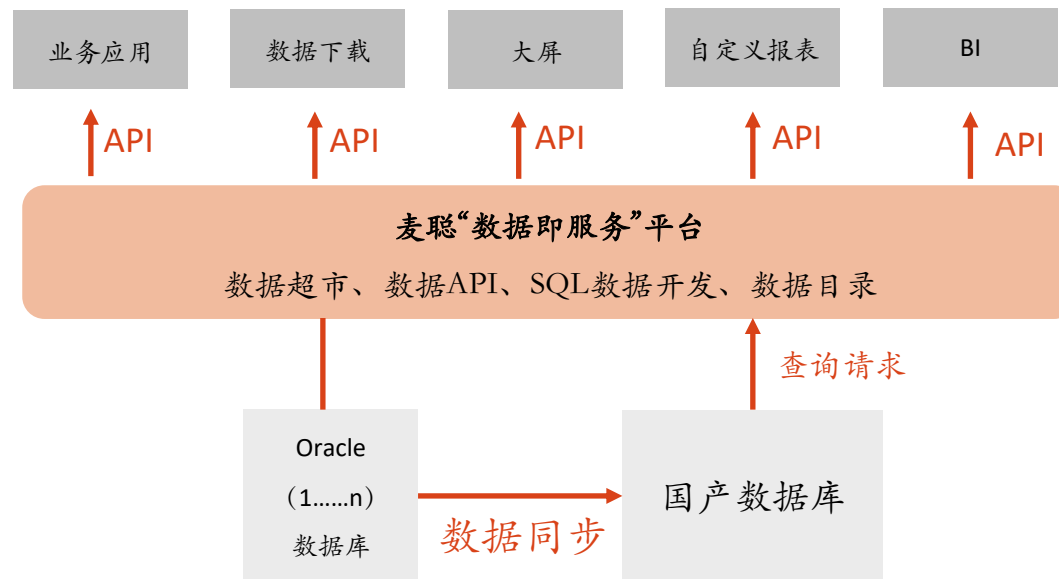 业务应用
数据下载
大屏
自定义报表
BI
API
API
API
API
API
麦聪“数据即服务”平台
数据超市、数据API、SQL数据开发、数据目录
查询请求
Oracle
（1......n）
数据库
国产数据库
数据同步